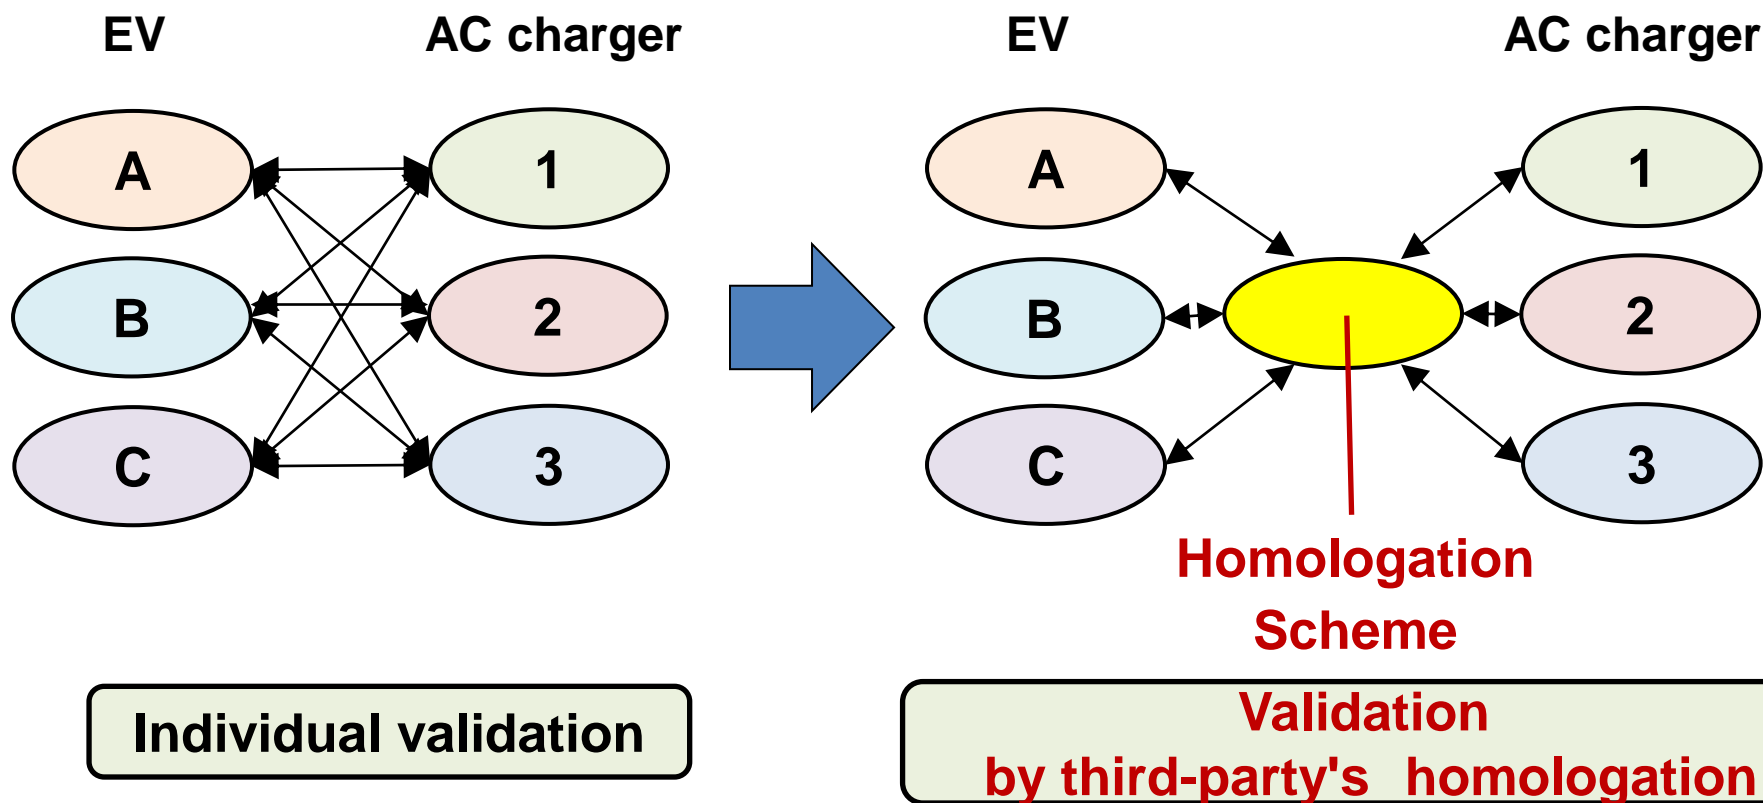 EV
AC charger
A
1
B
2
C
3
Individual validation
EV
AC charger
A
1
B
2
C
3
Homologation
Scheme
Validation
by third-party's homologation